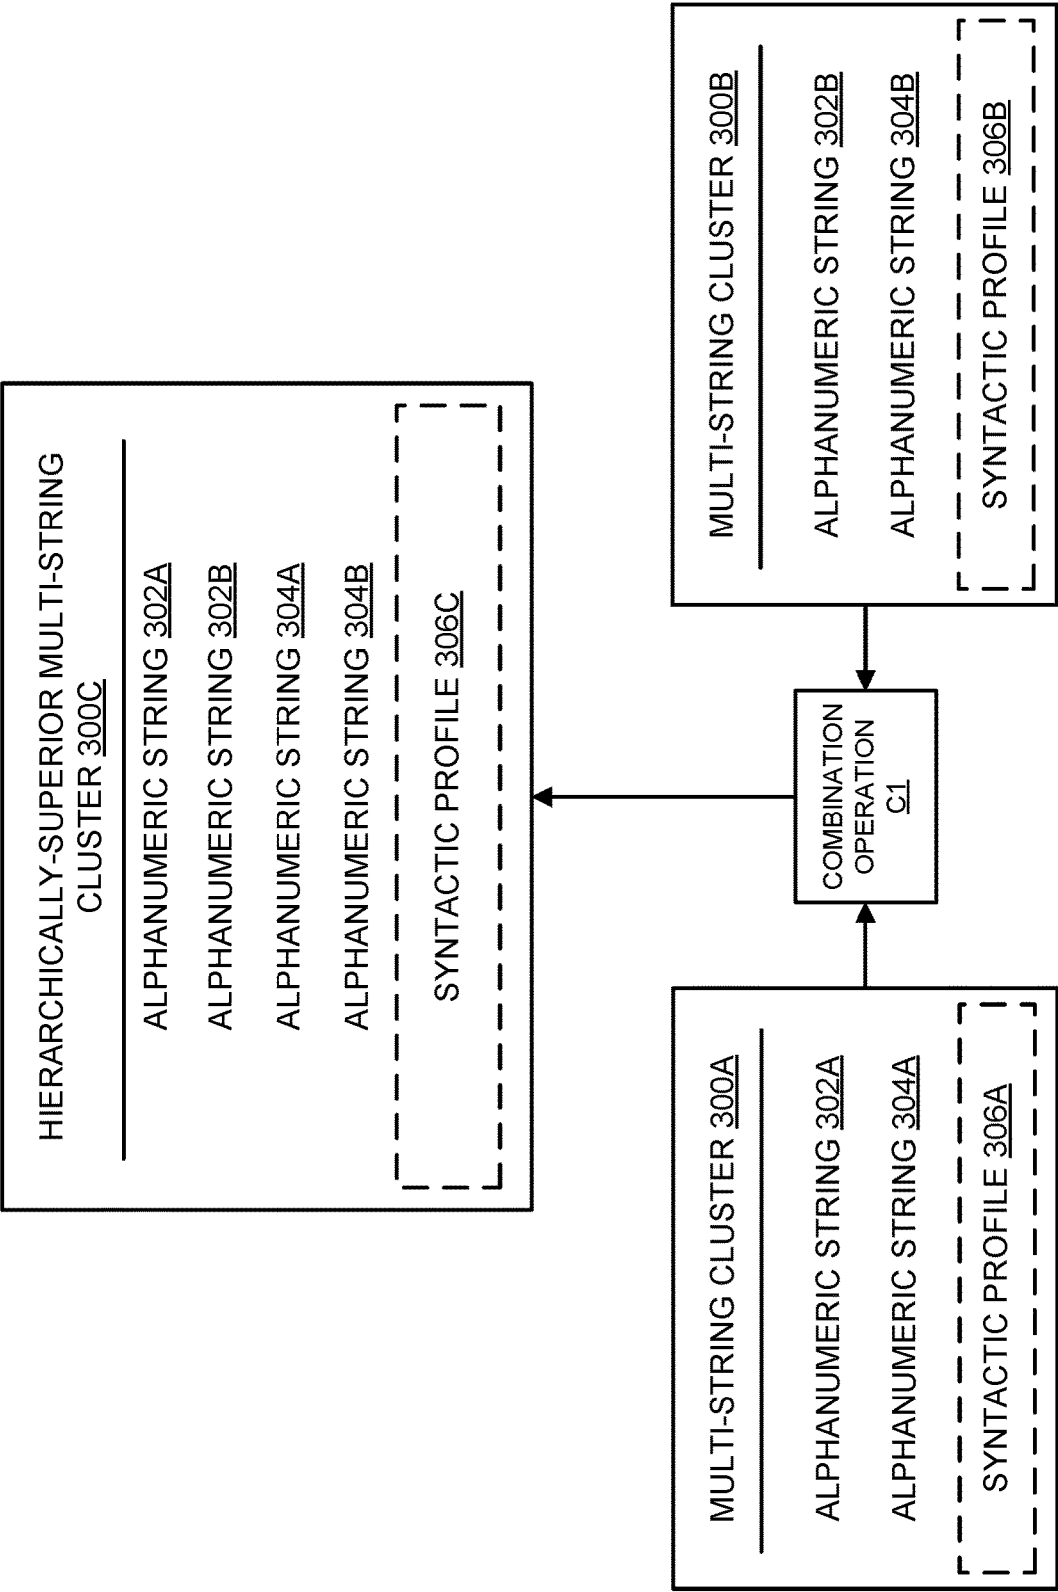 HIERARCHICALLY-SUPERIOR MULTI-STRING
CLUSTER 300C
ALPHANUMERIC STRING 302A
ALPHANUMERIC STRING 302B
ALPHANUMERIC STRING 304A
ALPHANUMERIC STRING 304B
SYNTACTIC PROFILE 306C
COMBINATION
OPERATION
C1
MULTI-STRING CLUSTER 300A
ALPHANUMERIC STRING 302A
ALPHANUMERIC STRING 304A
SYNTACTIC PROFILE 306A
MULTI-STRING CLUSTER 300B
ALPHANUMERIC STRING 302B
ALPHANUMERIC STRING 304B
SYNTACTIC PROFILE 306B